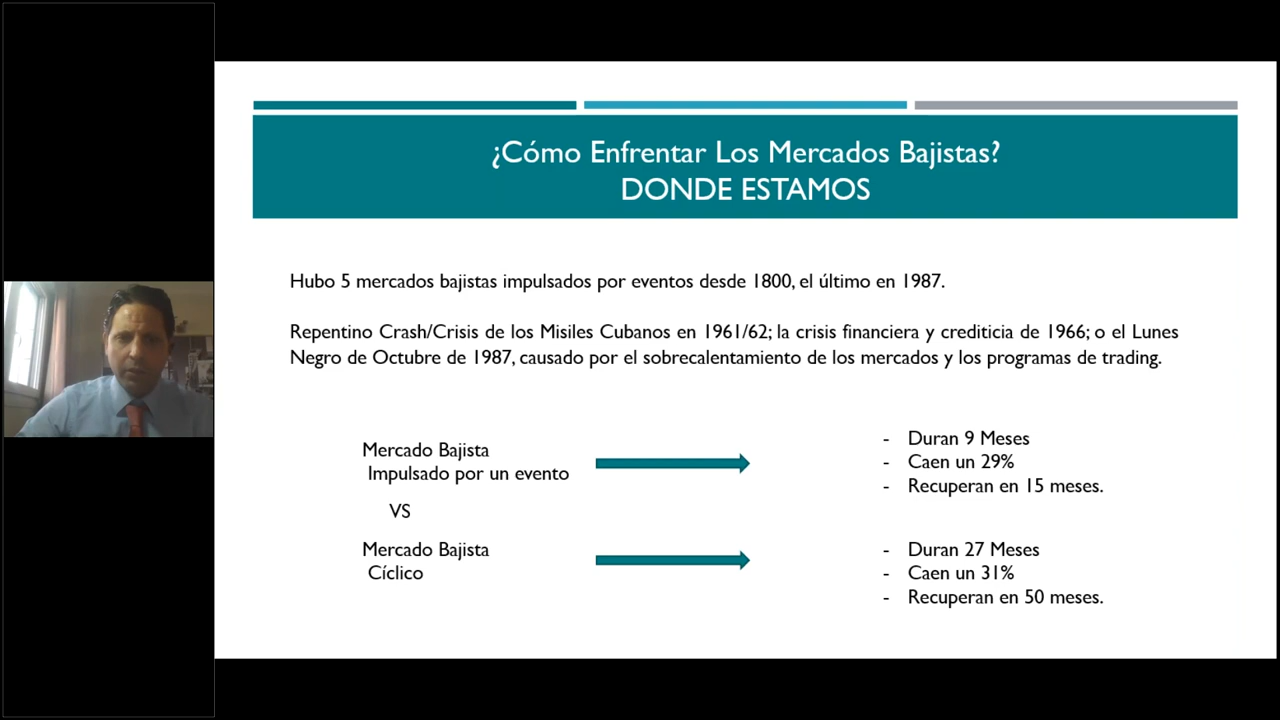 ¿Cómo Enfrentar Los Mercados Bajistas?
DONDE ESTAMOS
Hubo 5 mercados bajistas impulsados por eventos desde 1800, el último en 1987.
Repentino Crash/Crisis de los Misiles Cubanos en 1961/62; la crisis financiera y crediticia de 1966; o el Lunes
Negro de Octubre de 1987, causado por el sobrecalentamiento de los mercados y los programas de trading.
Mercado Bajista
Impulsado por un evento
- Duran 9 Meses
- Caen un 29%
- Recuperan en 15 meses.
VS
Mercado Bajista
Cíclico
- Duran 27 Meses
- Caen un 31%
- Recuperan en 50 meses.